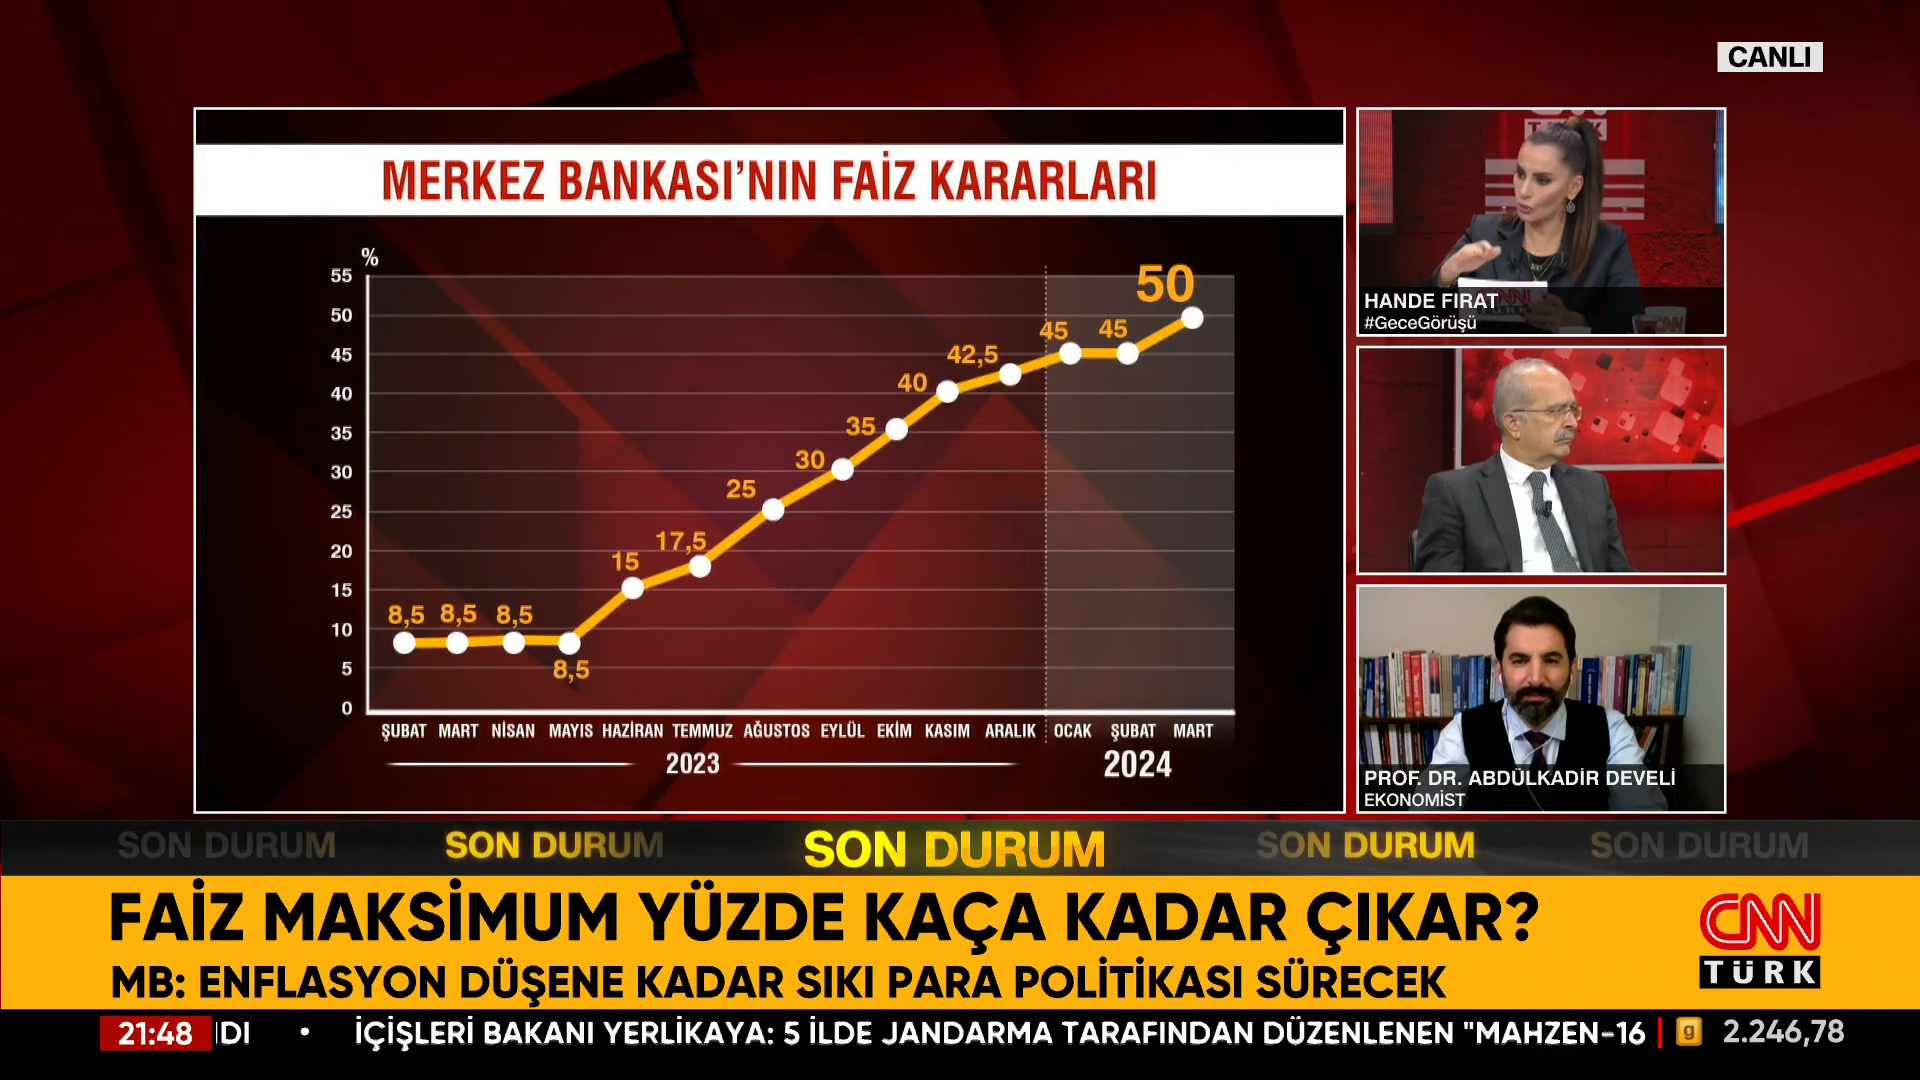 CANLI
MERKEZ BANKASI’NIN FAİZ KARARLARI
%
55
50
45
40
35
30
25
20
15
10
5
0
8,5
8,5
8,5
8,5
15
17,5
25
30
35
40
42,5
45
45
50
ŞUBAT MART NİSAN MAYIS HAZİRAN TEMMUZ AĞUSTOS EYLÜL EKİM KASIM ARALIK OCAK ŞUBAT MART
2023 2024
HANDE FIRAT
#GeceGörüşü
PROF. DR. ABDÜLKADİR DEVELİ
EKONOMİST
SON DURUM SON DURUM SON DURUM SON DURUM SON DURUM
FAİZ MAKSİMUM YÜZDE KAÇA KADAR ÇIKAR?
MB: ENFLASYON DÜŞENE KADAR SIKI PARA POLİTİKASI SÜRECEK
CNN
TÜRK
21:48 IDI • İÇİŞLERİ BAKANI YERLİKAYA: 5 İLDE JANDARMA TARAFINDAN DÜZENLENEN "MAHZEN-16 g 2.246,78